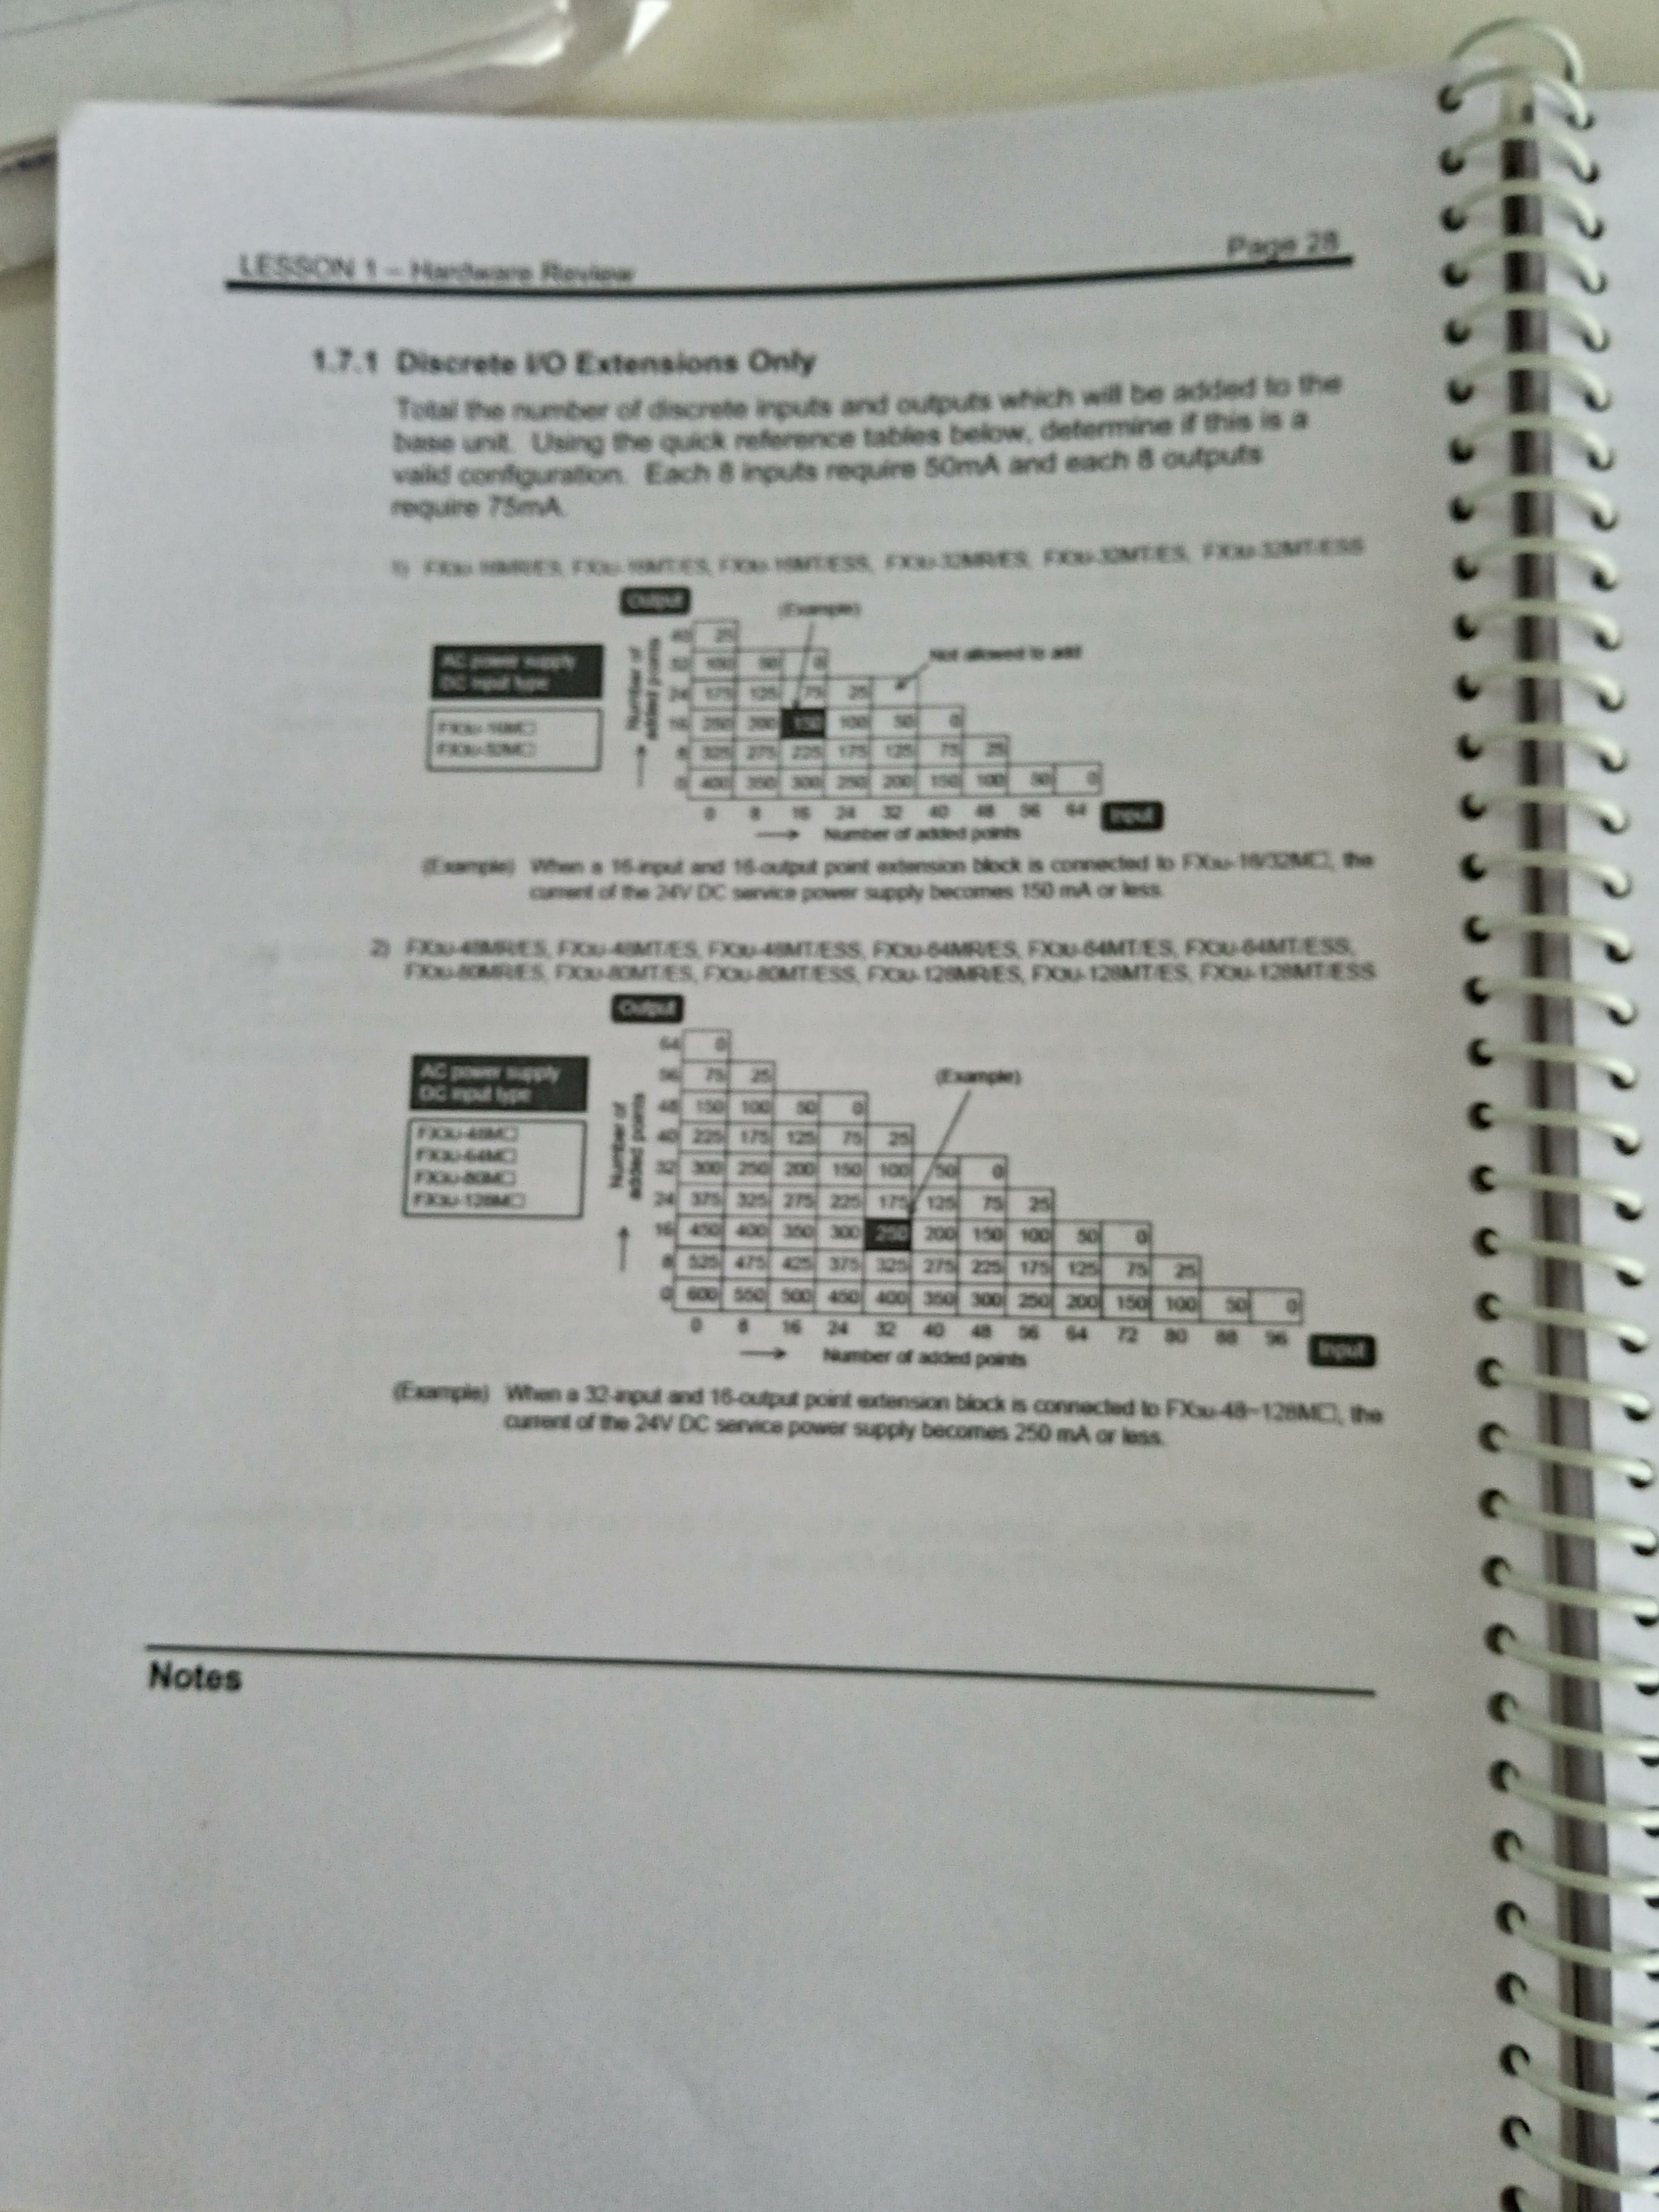 LESSON 1 – Hardware Review
Page 28
1.7.1 Discrete I/O Extensions Only
Total the number of discrete inputs and outputs which will be added to the
base unit. Using the quick reference tables below, determine if this is a
valid configuration. Each 8 inputs require 50mA and each 8 outputs
require 75mA.
1) FX3U-16MR/ES, FX3U-16MT/ES, FX3U-16MT/ESS, FX3U-32MR/ES, FX3U-32MT/ES, FX3U-32MT/ESS
Output
(Example)
Not allowed to add
AC power supply
DC input type
FX3U-16M□
FX3U-32M□
Number of
added points
40 25
32 100 50 0
24 175 125 75 25
16 250 200 150 100 50 0
8 325 275 225 175 125 75 25
0 400 350 300 250 200 150 100 50 0
0 8 16 24 32 40 48 56 64 Input
→ Number of added points
(Example) When a 16-input and 16-output point extension block is connected to FX3U-16/32M□, the
current of the 24V DC service power supply becomes 150 mA or less.
2) FX3U-48MR/ES, FX3U-48MT/ES, FX3U-48MT/ESS, FX3U-64MR/ES, FX3U-64MT/ES, FX3U-64MT/ESS,
FX3U-80MR/ES, FX3U-80MT/ES, FX3U-80MT/ESS, FX3U-128MR/ES, FX3U-128MT/ES, FX3U-128MT/ESS
Output
(Example)
AC power supply
DC input type
FX3U-48M□
FX3U-64M□
FX3U-80M□
FX3U-128M□
Number of
added points
64 0
56 75 25
48 150 100 50 0
40 225 175 125 75 25
32 300 250 200 150 100 50 0
24 375 325 275 225 175 125 75 25
16 450 400 350 300 250 200 150 100 50 0
8 525 475 425 375 325 275 225 175 125 75 25
0 600 550 500 450 400 350 300 250 200 150 100 50 0
0 8 16 24 32 40 48 56 64 72 80 88 96 Input
→ Number of added points
(Example) When a 32-input and 16-output point extension block is connected to FX3U-48~128M□, the
current of the 24V DC service power supply becomes 250 mA or less.
Notes